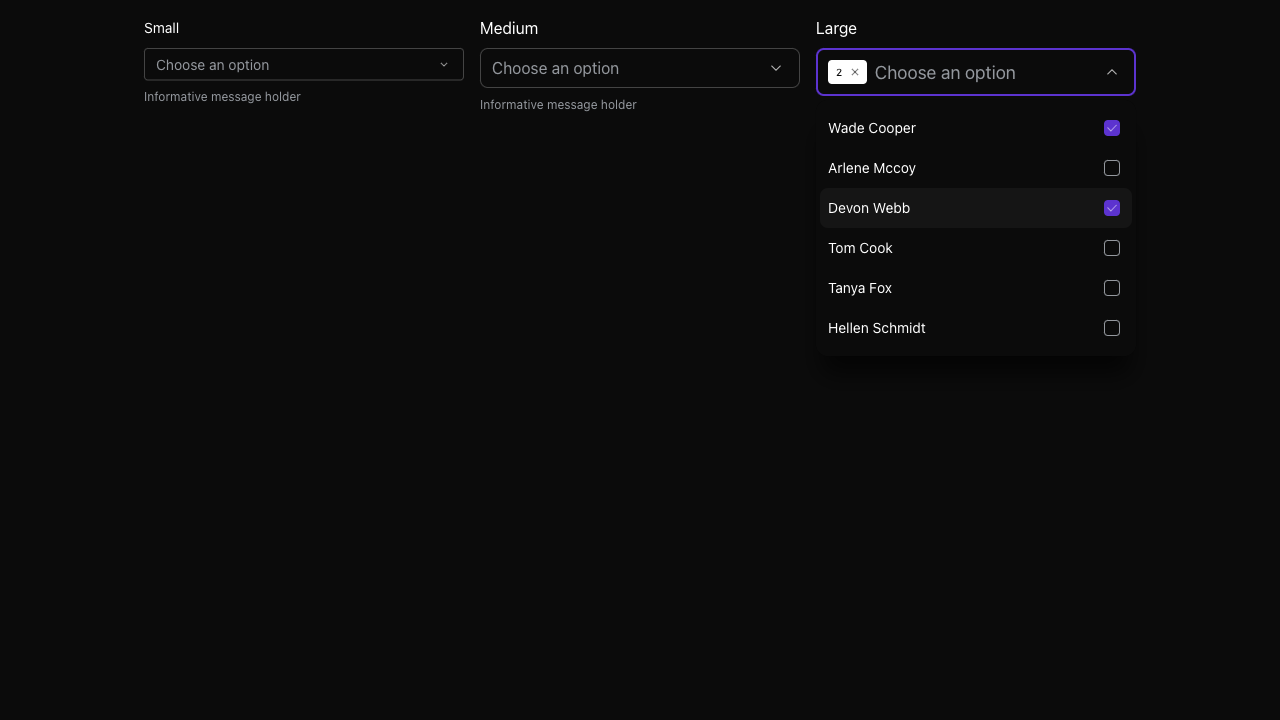 Small
Choose an option
Informative message holder
Medium
Choose an option
Informative message holder
Large
2 Choose an option
Wade Cooper
Arlene Mccoy
Devon Webb
Tom Cook
Tanya Fox
Hellen Schmidt